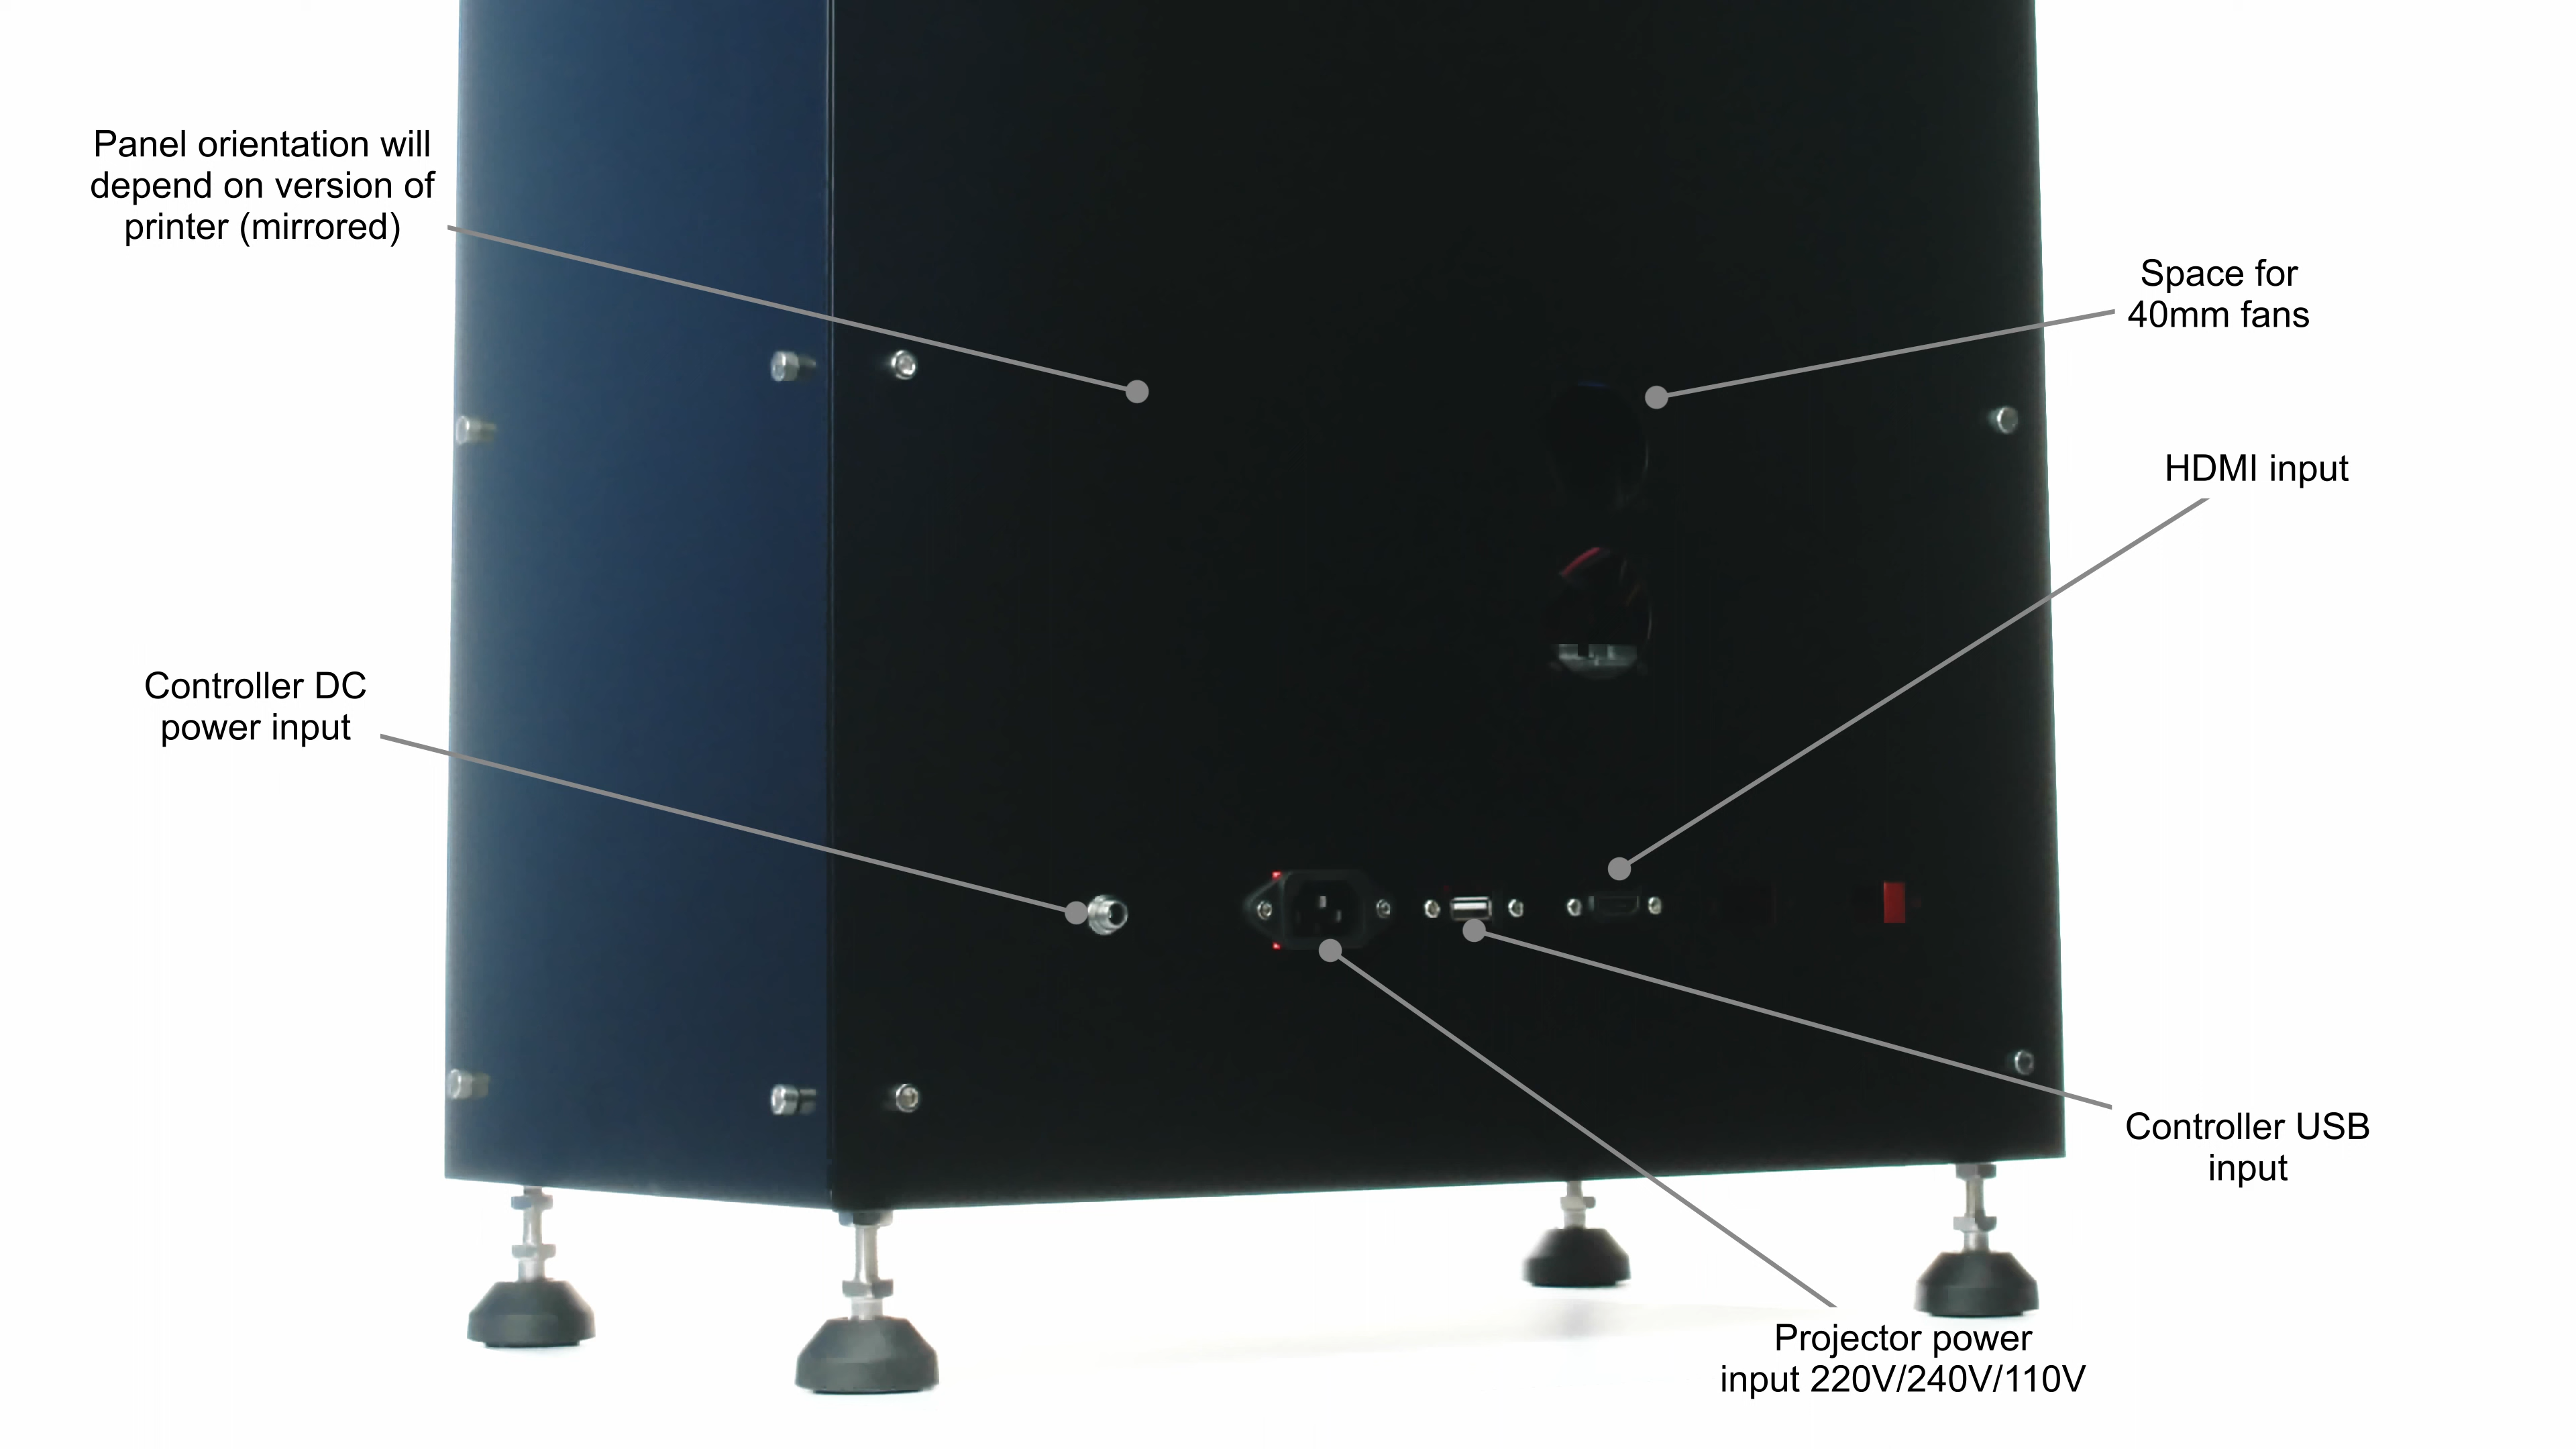 Panel orientation will
depend on version of
printer (mirrored)
Space for
40mm fans
HDMI input
Controller DC
power input
Controller USB
input
Projector power
input 220V/240V/110V